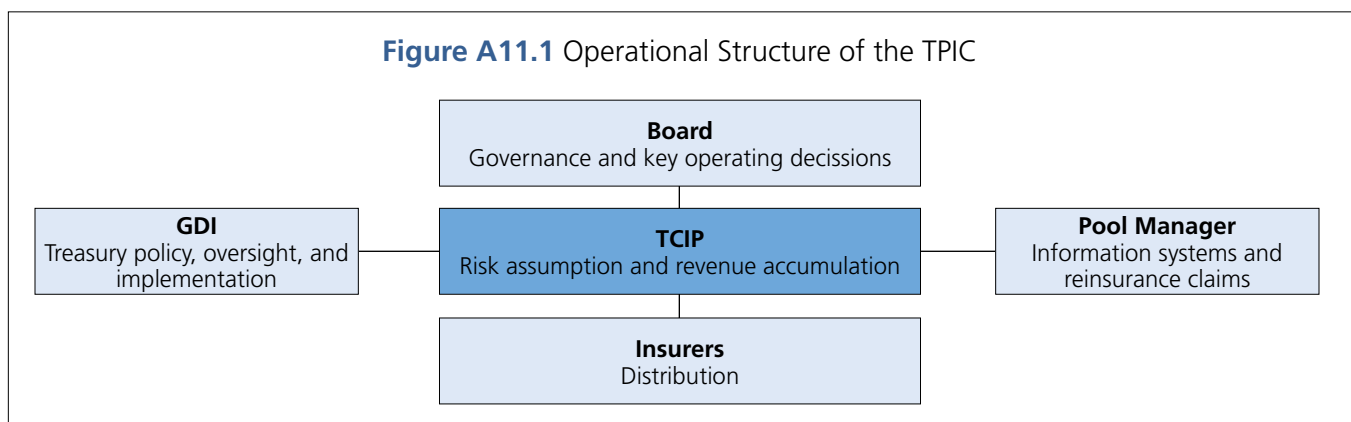 Figure A11.1 Operational Structure of the TPIC
Board
Governance and key operating decissions
GDI
Treasury policy, oversight, and
implementation
TCIP
Risk assumption and revenue accumulation
Pool Manager
Information systems and
reinsurance claims
Insurers
Distribution